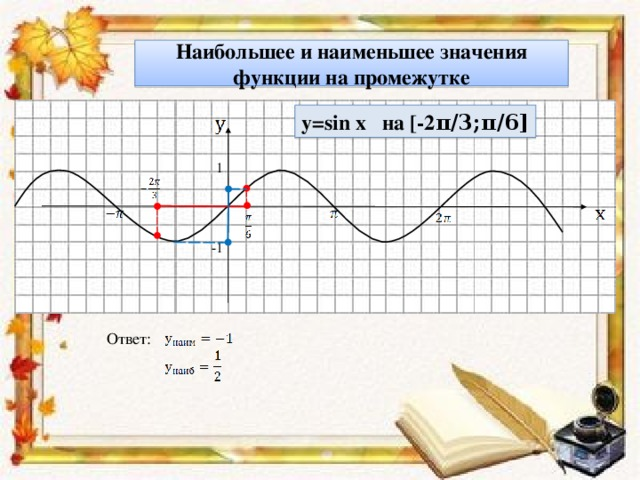 Наибольшее и наименьшее значения
функции на промежутке
y=sin x на [-2π/3;π/6]
y
1
-2π/3
−π
π/6
π
2π
x
-1
Ответ: yнаим = −1
yнаиб = 1/2